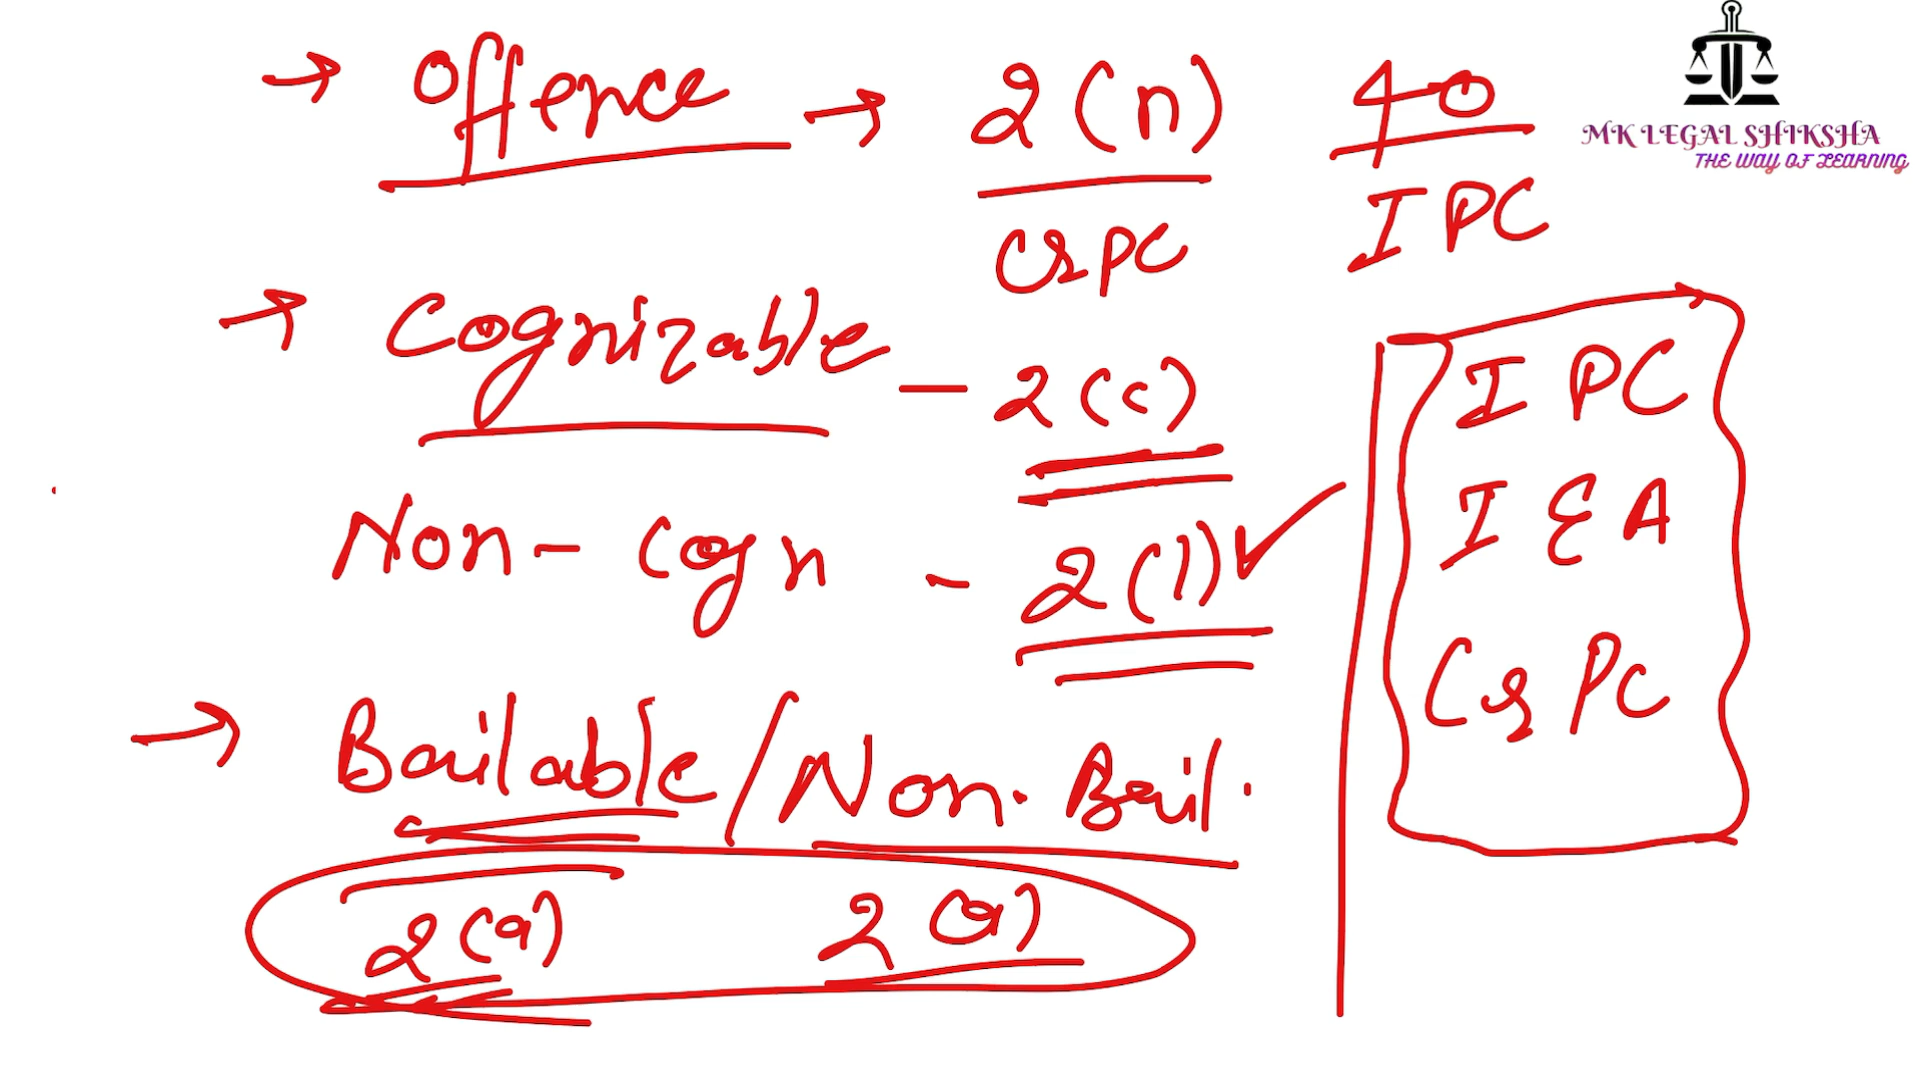 → Offence → 2(n) 40
CrPC IPC
MK LEGAL SHIKSHA
THE WAY OF LEARNING
→ Cognizable - 2(c)
Non-cogn - 2(l)✓
→ Bailable/Non-Bail.
2(a) 2(a)
IPC
IEA
CrPC